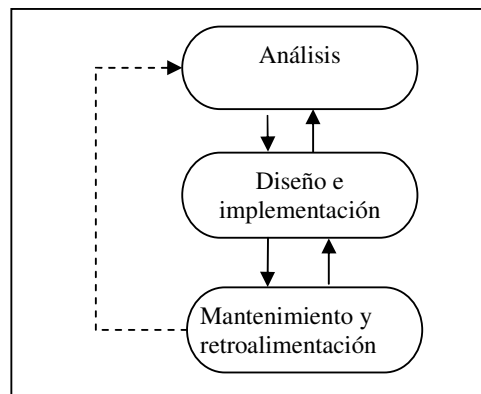 Análisis
Diseño e
implementación
Mantenimiento y
retroalimentación